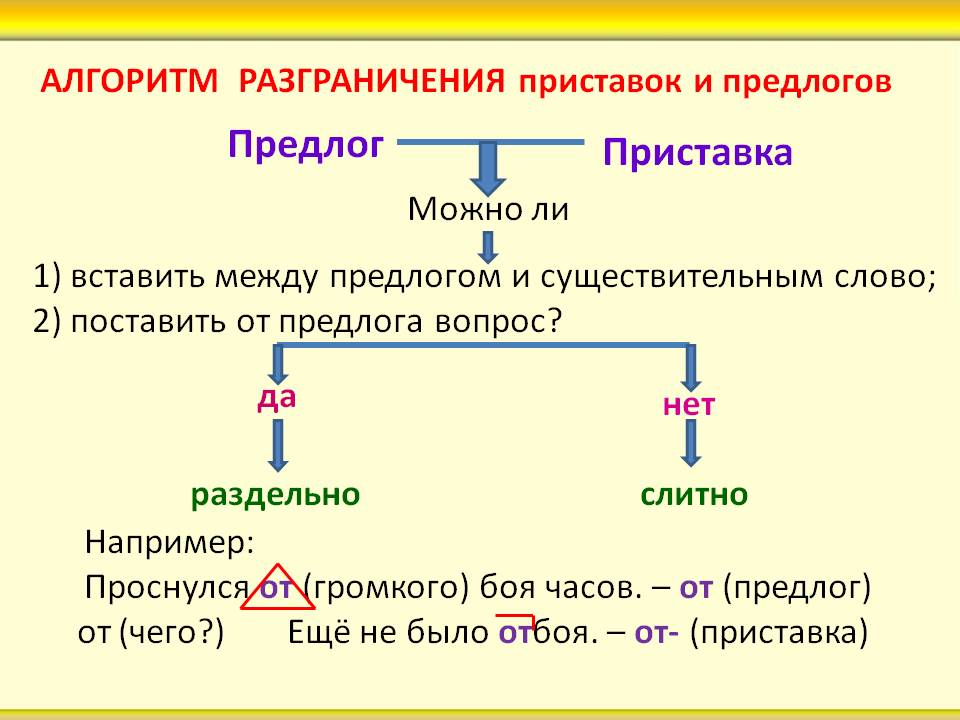 АЛГОРИТМ РАЗГРАНИЧЕНИЯ приставок и предлогов
Предлог Приставка
Можно ли
1) вставить между предлогом и существительным слово;
2) поставить от предлога вопрос?
да нет
раздельно слитно
Например:
Проснулся от (громкого) боя часов. – от (предлог)
от (чего?) Ещё не было отбоя. – от- (приставка)